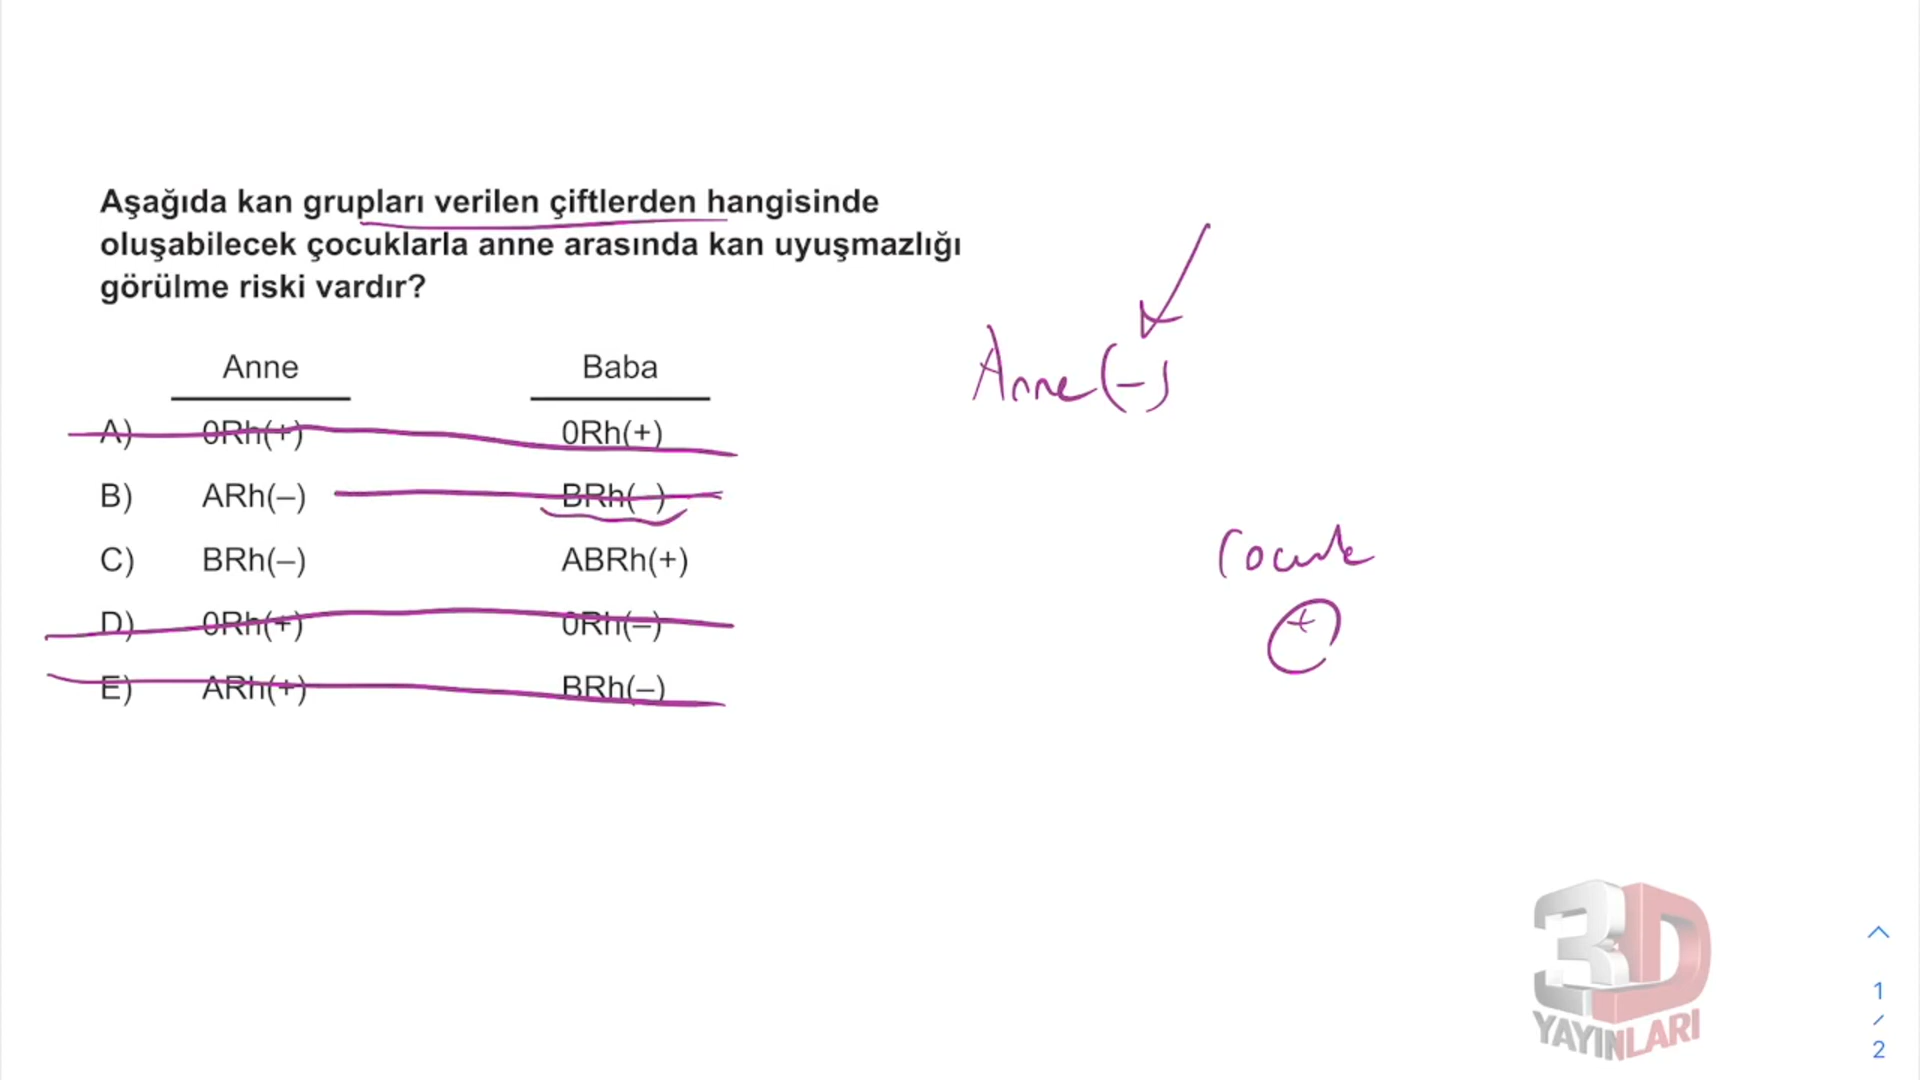 Aşağıda kan grupları verilen çiftlerden hangisinde
oluşabilecek çocuklarla anne arasında kan uyuşmazlığı
görülme riski vardır?
Anne Baba
A) 0Rh(+) 0Rh(+)
B) ARh(–) BRh(–)
C) BRh(–) ABRh(+)
D) 0Rh(+) 0Rh(–)
E) ARh(+) BRh(–)
Anne (–)
Cocuk
+
3D
YAYINLARI
1
/
2